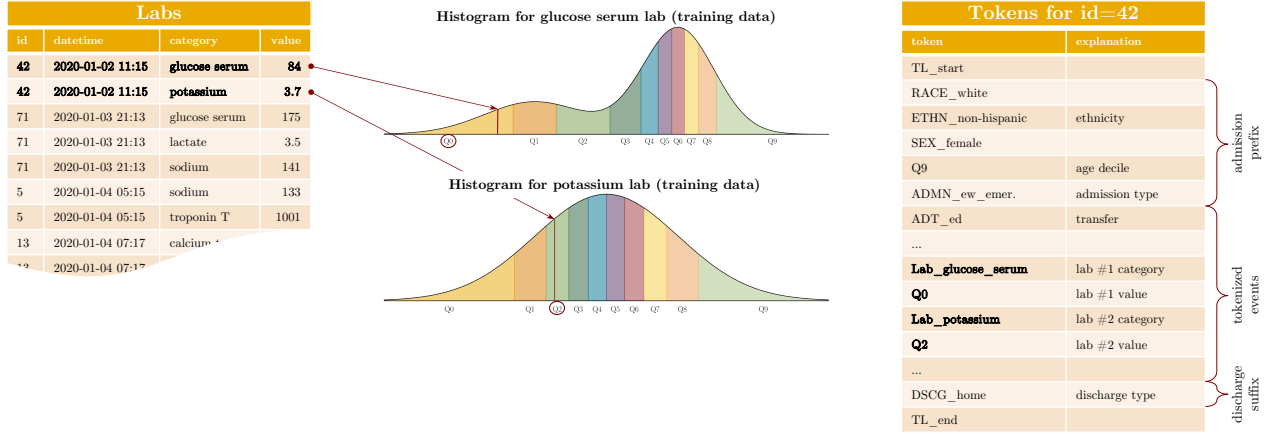 Labs
id datetime category value
42 2020-01-02 11:15 glucose serum 84
42 2020-01-02 11:15 potassium 3.7
71 2020-01-03 21:13 glucose serum 175
71 2020-01-03 21:13 lactate 3.5
71 2020-01-03 21:13 sodium 141
5 2020-01-04 05:15 sodium 133
5 2020-01-04 05:15 troponin T 1001
13 2020-01-04 07:17 calcium
13 2020-01-04 07:17
Histogram for glucose serum lab (training data)
Q0 Q1 Q2 Q3 Q4 Q5 Q6 Q7 Q8 Q9
Histogram for potassium lab (training data)
Q0 Q1 Q2 Q3 Q4 Q5 Q6 Q7 Q8 Q9
Tokens for id=42
token explanation
TL_start
RACE_white
ETHN_non-hispanic ethnicity
SEX_female
Q9 age decile
ADMN_ew_emer. admission type
ADT_ed transfer
...
Lab_glucose_serum lab #1 category
Q0 lab #1 value
Lab_potassium lab #2 category
Q2 lab #2 value
...
DSCG_home discharge type
TL_end
admission
prefix
tokenized
events
discharge
suffix